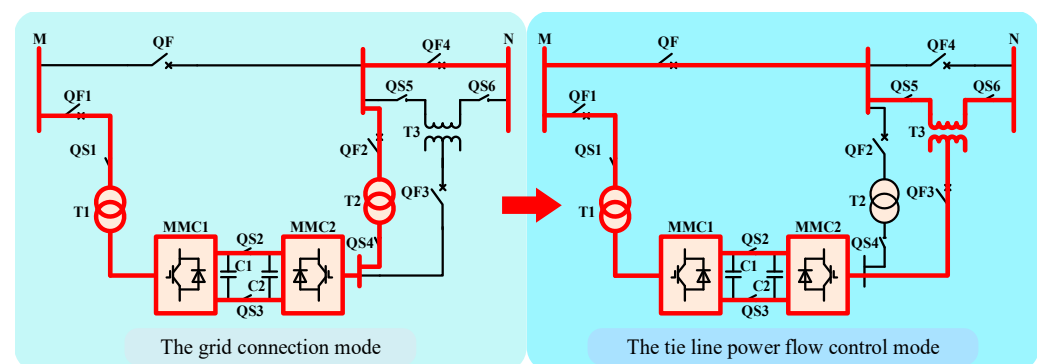 M
QF
QF4
N
QF1
QS5
QS6
T3
QS1
QF2
T1
T2
QF3
MMC1
QS2
MMC2
QS4
C1
C2
QS3
The grid connection mode
M
QF
QF4
N
QF1
QS5
QS6
T3
QS1
QF2
T1
T2
QF3
MMC1
QS2
MMC2
QS4
C1
C2
QS3
The tie line power flow control mode